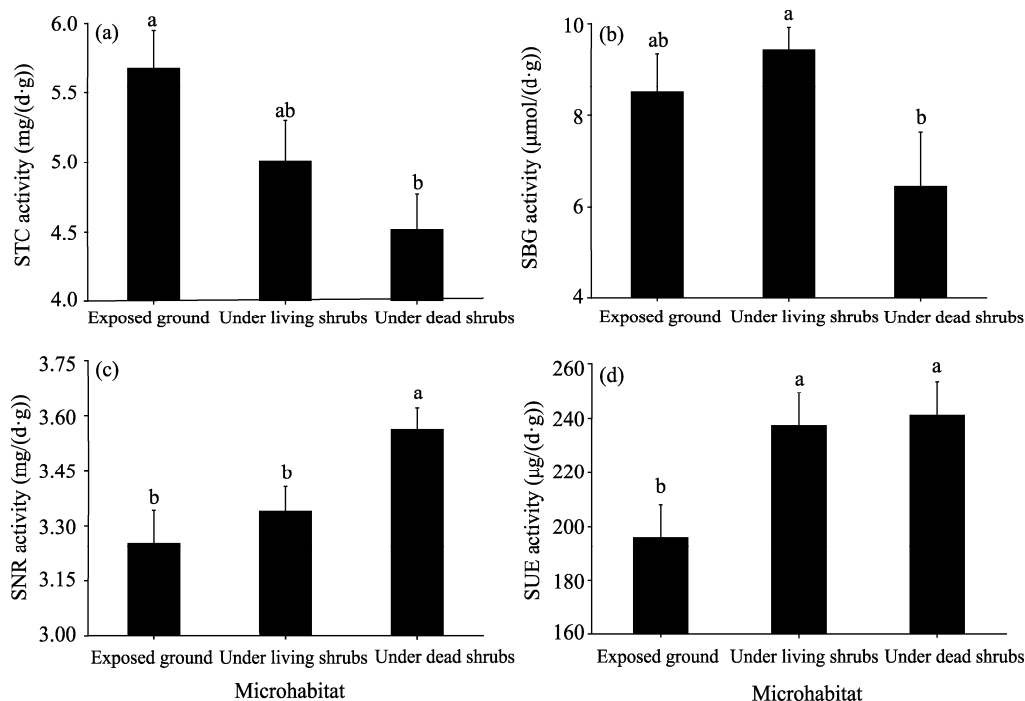 (a)
STC activity (mg/(d·g))
6.0
5.5
5.0
4.5
4.0
a
ab
b
Exposed ground Under living shrubs Under dead shrubs
(b)
SBG activity (μmol/(d·g))
10
8
6
4
ab
a
b
Exposed ground Under living shrubs Under dead shrubs
(c)
SNR activity (mg/(d·g))
3.75
3.60
3.45
3.30
3.15
3.00
b
b
a
Exposed ground Under living shrubs Under dead shrubs
Microhabitat
(d)
SUE activity (μg/(d·g))
260
240
220
200
180
160
b
a
a
Exposed ground Under living shrubs Under dead shrubs
Microhabitat